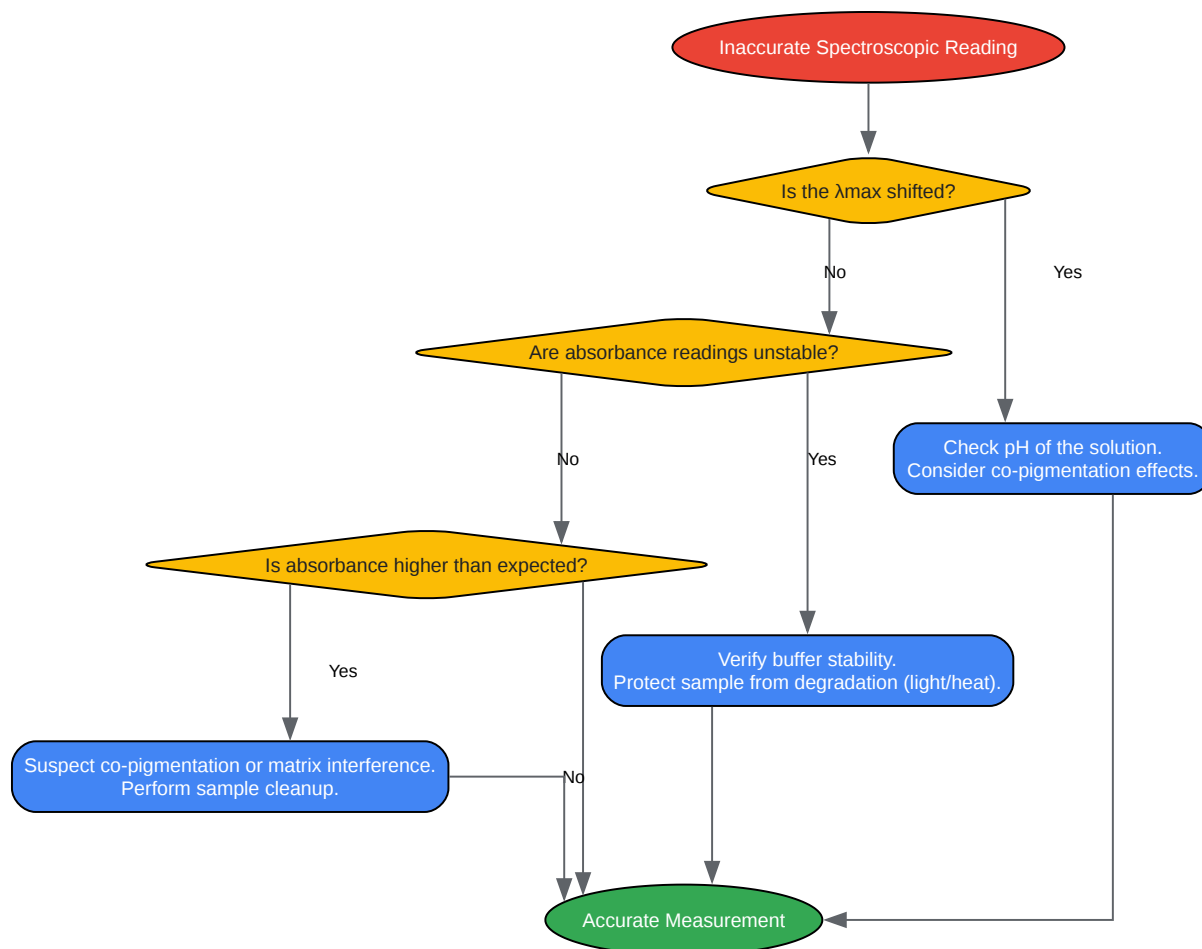 Inaccurate Spectroscopic Reading
Is the λmax shifted?
No
Yes
Are absorbance readings unstable?
Check pH of the solution.
Consider co-pigmentation effects.
No
Yes
Is absorbance higher than expected?
Verify buffer stability.
Protect sample from degradation (light/heat).
Yes
Suspect co-pigmentation or matrix interference.
Perform sample cleanup.
No
Accurate Measurement